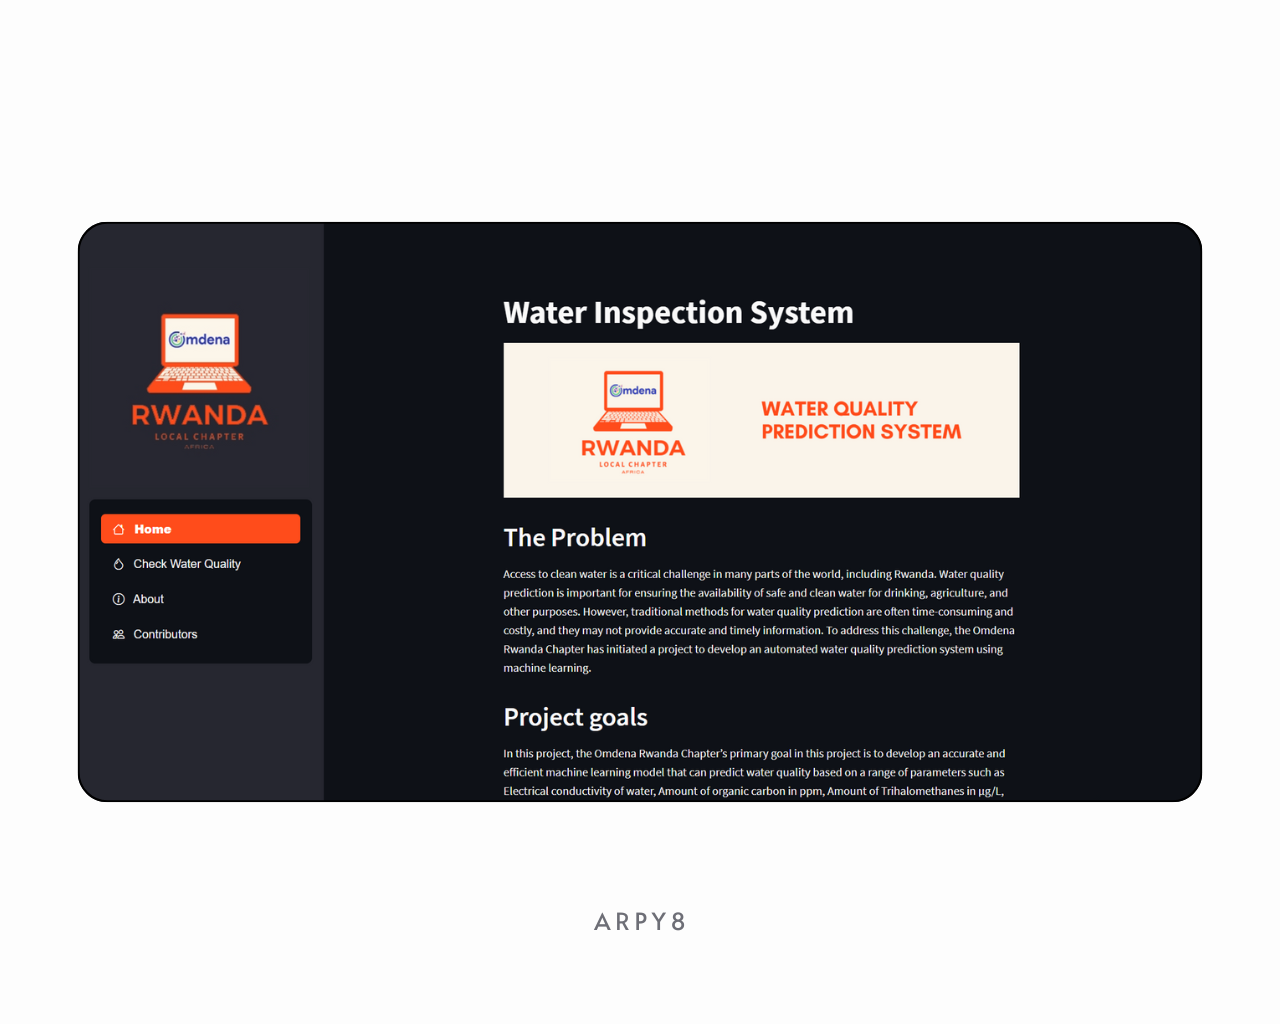 Omdena
RWANDA
LOCAL CHAPTER
AFRICA
Home
Check Water Quality
About
Contributors
Water Inspection System
Omdena
RWANDA
LOCAL CHAPTER
AFRICA
WATER QUALITY
PREDICTION SYSTEM
The Problem
Access to clean water is a critical challenge in many parts of the world, including Rwanda. Water quality
prediction is important for ensuring the availability of safe and clean water for drinking, agriculture, and
other purposes. However, traditional methods for water quality prediction are often time-consuming and
costly, and they may not provide accurate and timely information. To address this challenge, the Omdena
Rwanda Chapter has initiated a project to develop an automated water quality prediction system using
machine learning.
Project goals
In this project, the Omdena Rwanda Chapter's primary goal in this project is to develop an accurate and
efficient machine learning model that can predict water quality based on a range of parameters such as
Electrical conductivity of water, Amount of organic carbon in ppm, Amount of Trihalomethanes in μg/L,
ARPY8